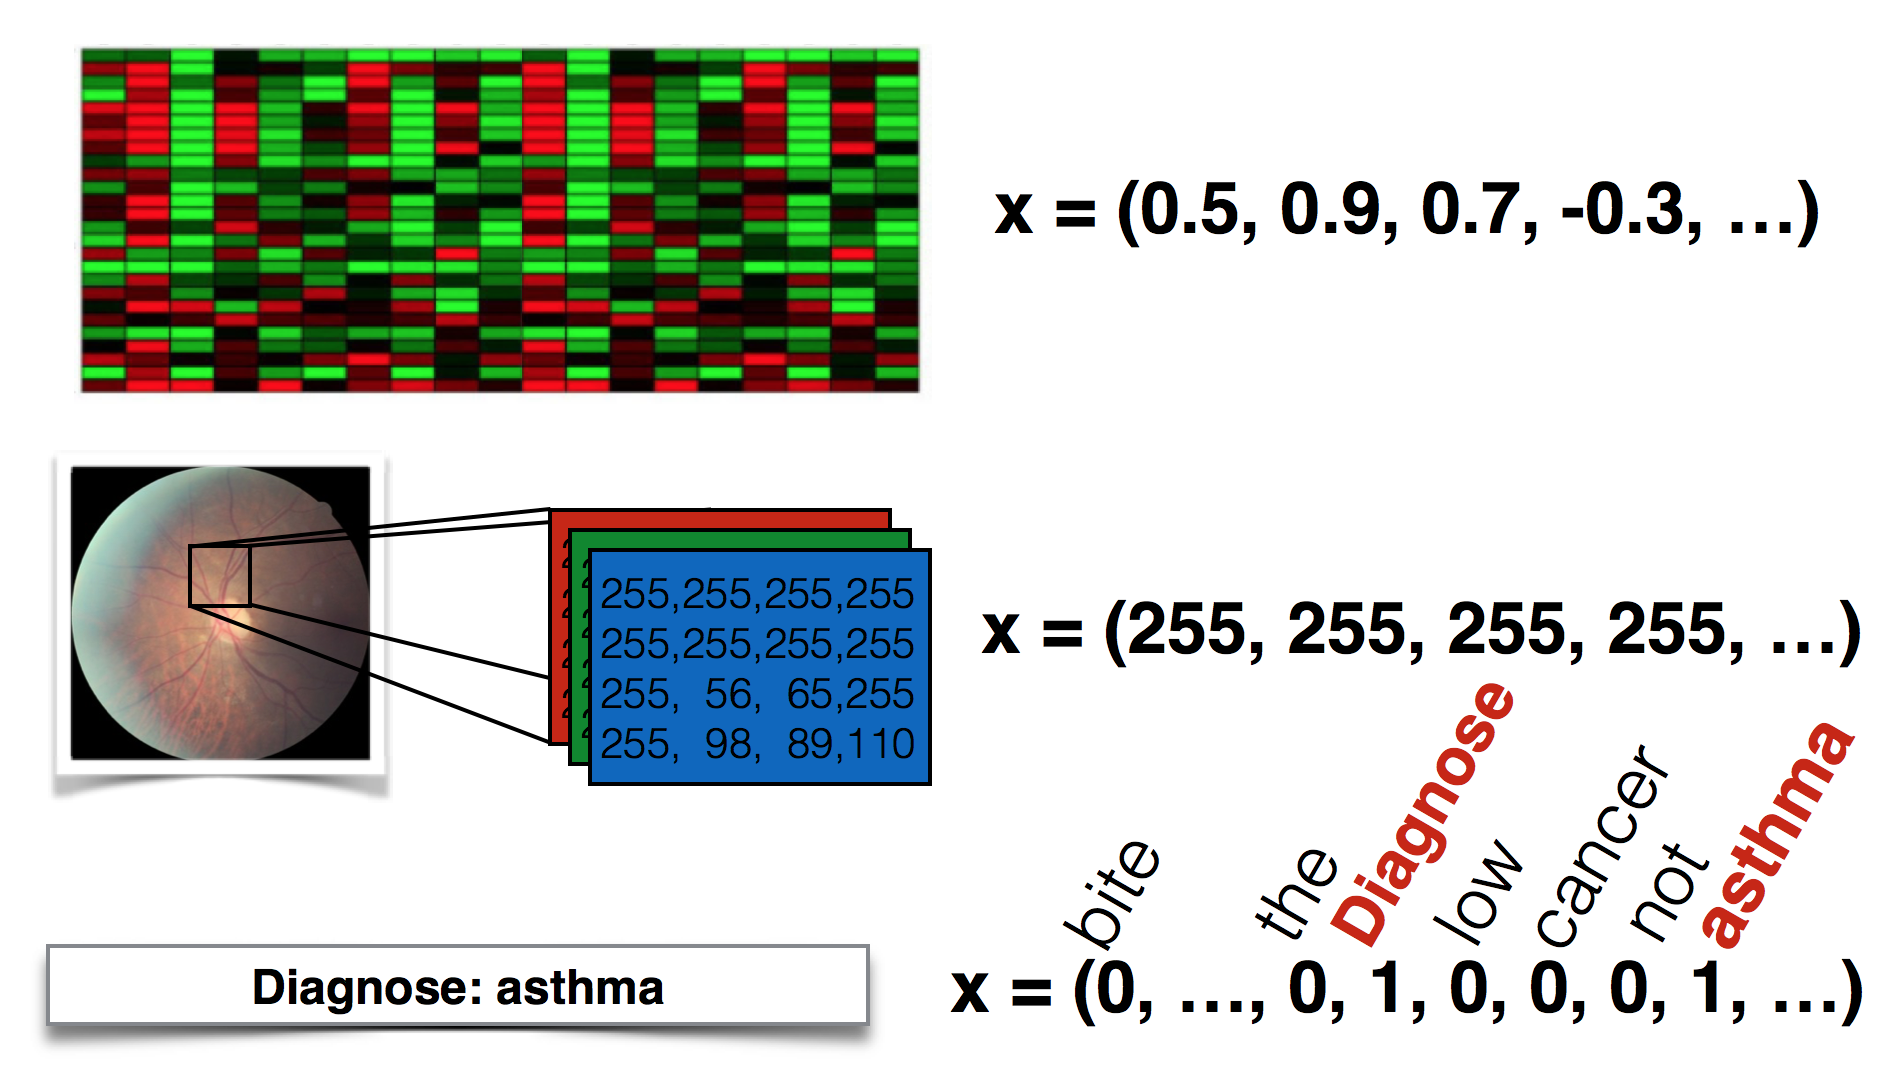 x = (0.5, 0.9, 0.7, -0.3, …)
255,255,255,255
255,255,255,255
255, 56, 65,255
255, 98, 89,110
x = (255, 255, 255, 255, …)
bite the Diagnose low cancer not asthma
Diagnose: asthma
x = (0, …, 0, 1, 0, 0, 0, 1, …)